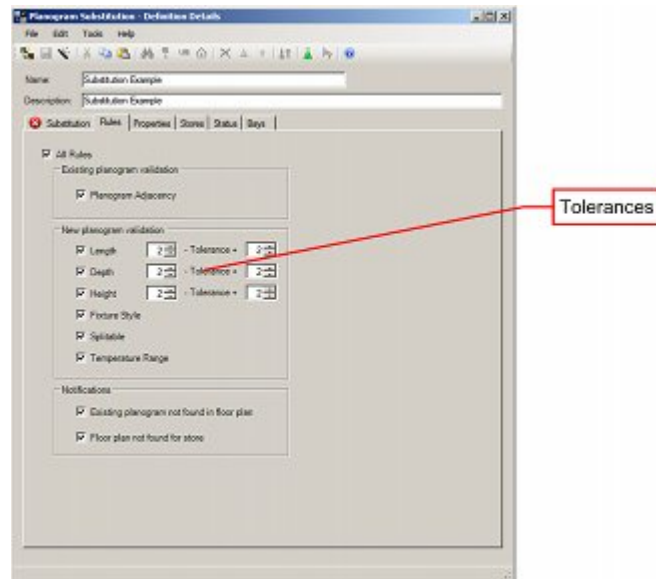 Planogram Substitution - Definition Details
File Edit Tools Help
Name: Substitution Example
Description: Substitution Example
Substitution Rules Properties Stores Status Bays
All Rules
Existing planogram validation
Planogram Adjacency
New planogram validation
Length 2 - Tolerance + 2
Depth 2 - Tolerance + 2
Height 2 - Tolerance + 2
Fixture Style
Splitable
Temperature Range
Notifications
Existing planogram not found in floor plan
Floor plan not found for store
Tolerances